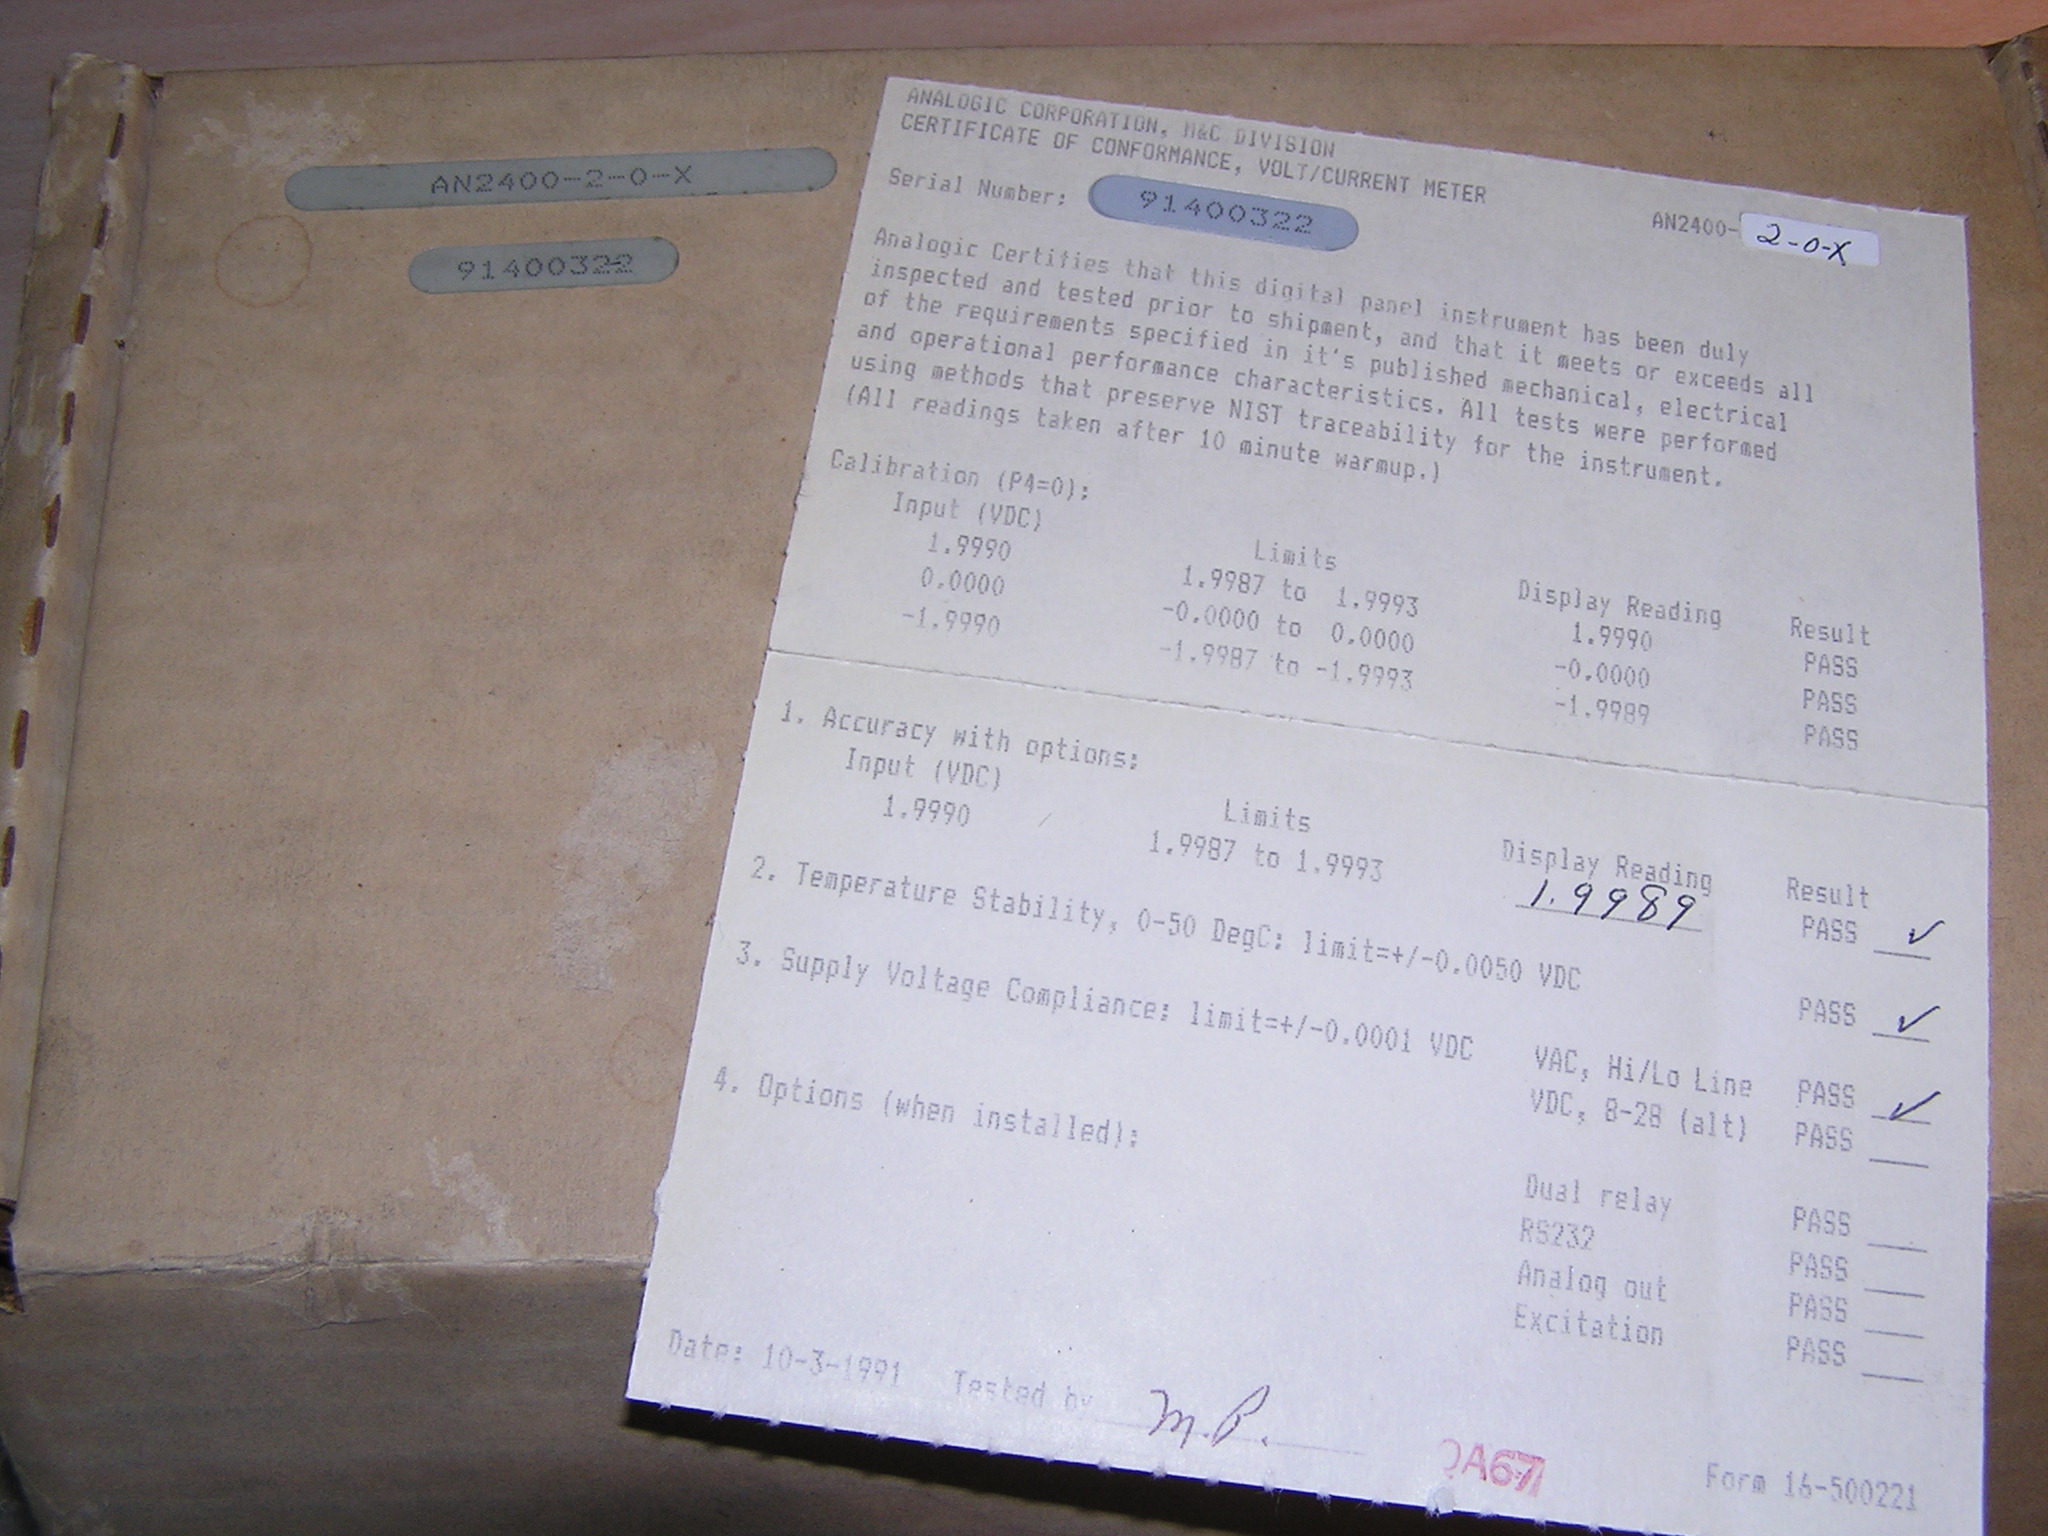 AN2400-2-0-X
91400322
ANALOGIC CORPORATION, M&C DIVISION
CERTIFICATE OF CONFORMANCE, VOLT/CURRENT METER
Serial Number: 91400322 AN2400- 2-0-X
Analogic Certifies that this digital panel instrument has been duly
inspected and tested prior to shipment, and that it meets or exceeds all
of the requirements specified in it's published mechanical, electrical
and operational performance characteristics. All tests were performed
using methods that preserve NIST traceability for the instrument.
(All readings taken after 10 minute warmup.)
Calibration (P4=0):
Input (VDC) Limits Display Reading Result
1.9990 1.9987 to 1.9993 1.9990 PASS
0.0000 -0.0000 to 0.0000 -0.0000 PASS
-1.9990 -1.9987 to -1.9993 -1.9989 PASS
1. Accuracy with options:
Input (VDC) Limits Display Reading Result
1.9990 1.9987 to 1.9993 1.9989 PASS ✓
2. Temperature Stability, 0-50 DegC: limit=+/-0.0050 VDC PASS ✓
3. Supply Voltage Compliance: limit=+/-0.0001 VDC VAC, Hi/Lo Line PASS ✓
VDC, 8-28 (alt) PASS
4. Options (when installed):
Dual relay PASS
RS232 PASS
Analog out PASS
Excitation PASS
Date: 10-3-1991 Tested by M.P.
QA67
Form 16-500221